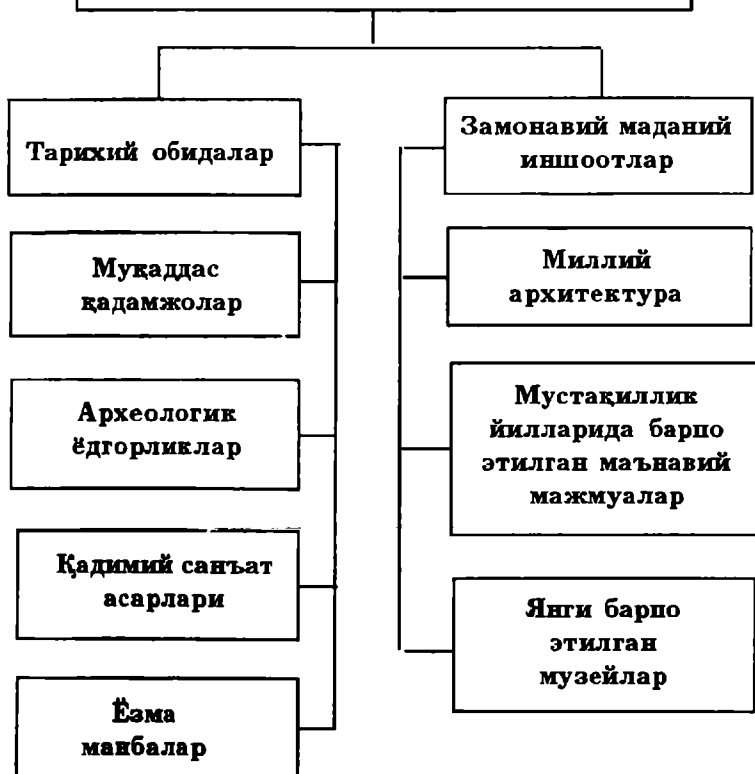 Тарихий обидалар
Муқаддас
қадамжолар
Археологик
ёдгорликлар
Қадимий санъат
асарлари
Ёзма
манбалар
Замонавий маданий
иншоотлар
Миллий
архитектура
Мустақиллик
йилларида барпо
этилган маънавий
мажмуалар
Янги барпо
этилган
музейлар